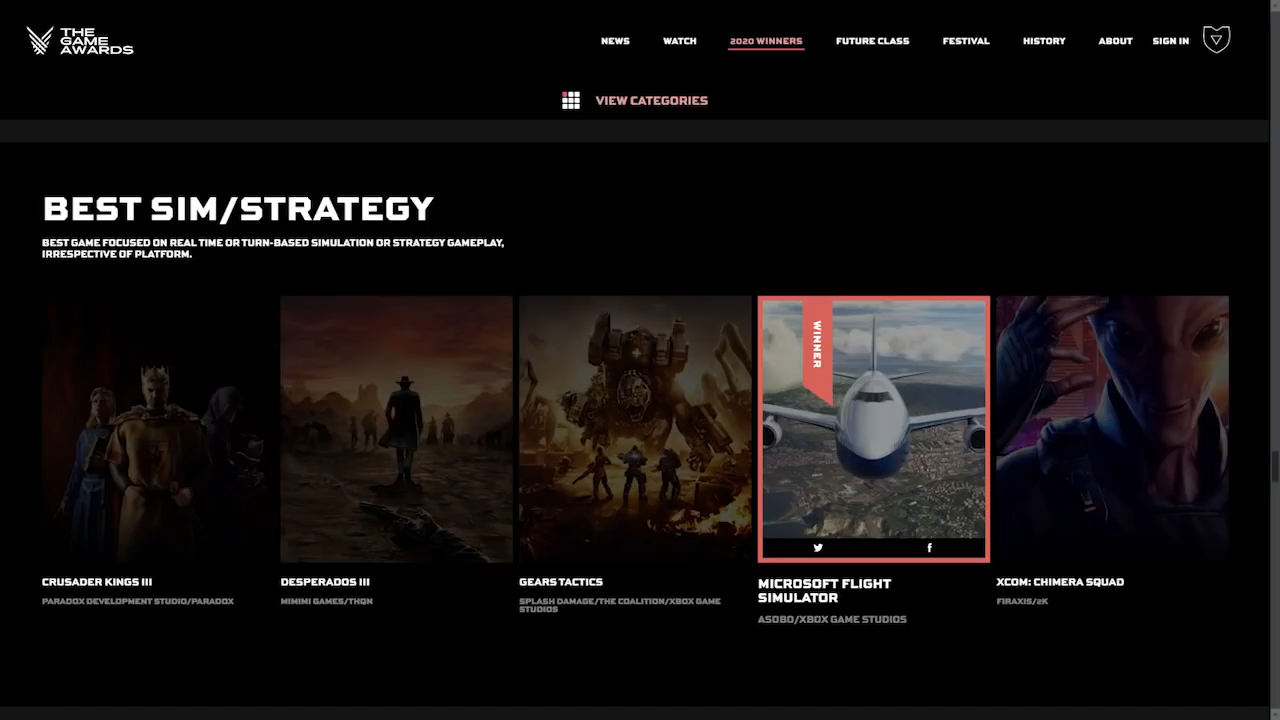 THE
GAME
AWARDS
NEWS
WATCH
2020 WINNERS
FUTURE CLASS
FESTIVAL
HISTORY
ABOUT
SIGN IN
VIEW CATEGORIES
BEST SIM/STRATEGY
BEST GAME FOCUSED ON REAL TIME OR TURN-BASED SIMULATION OR STRATEGY GAMEPLAY,
IRRESPECTIVE OF PLATFORM.
CRUSADER KINGS III
PARADOX DEVELOPMENT STUDIO/PARADOX
DESPERADOS III
MIMIMI GAMES/THQN
GEARS TACTICS
SPLASH DAMAGE/THE COALITION/XBOX GAME
STUDIOS
WINNER
MICROSOFT FLIGHT
SIMULATOR
ASOBO/XBOX GAME STUDIOS
XCOM: CHIMERA SQUAD
FIRAXIS/2K